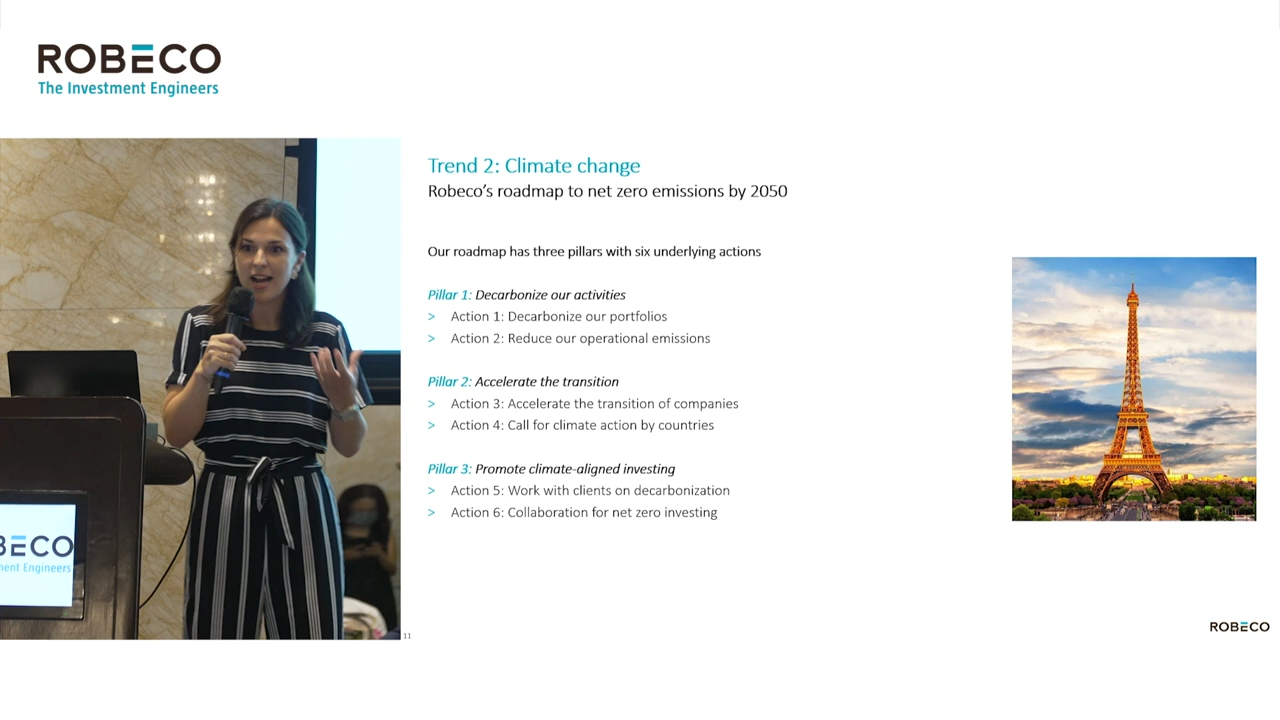 ROBECO
The Investment Engineers
Trend 2: Climate change
Robeco's roadmap to net zero emissions by 2050
Our roadmap has three pillars with six underlying actions
Pillar 1: Decarbonize our activities
> Action 1: Decarbonize our portfolios
> Action 2: Reduce our operational emissions
Pillar 2: Accelerate the transition
> Action 3: Accelerate the transition of companies
> Action 4: Call for climate action by countries
Pillar 3: Promote climate-aligned investing
> Action 5: Work with clients on decarbonization
> Action 6: Collaboration for net zero investing
BECO
ment Engineers
11
ROBECO